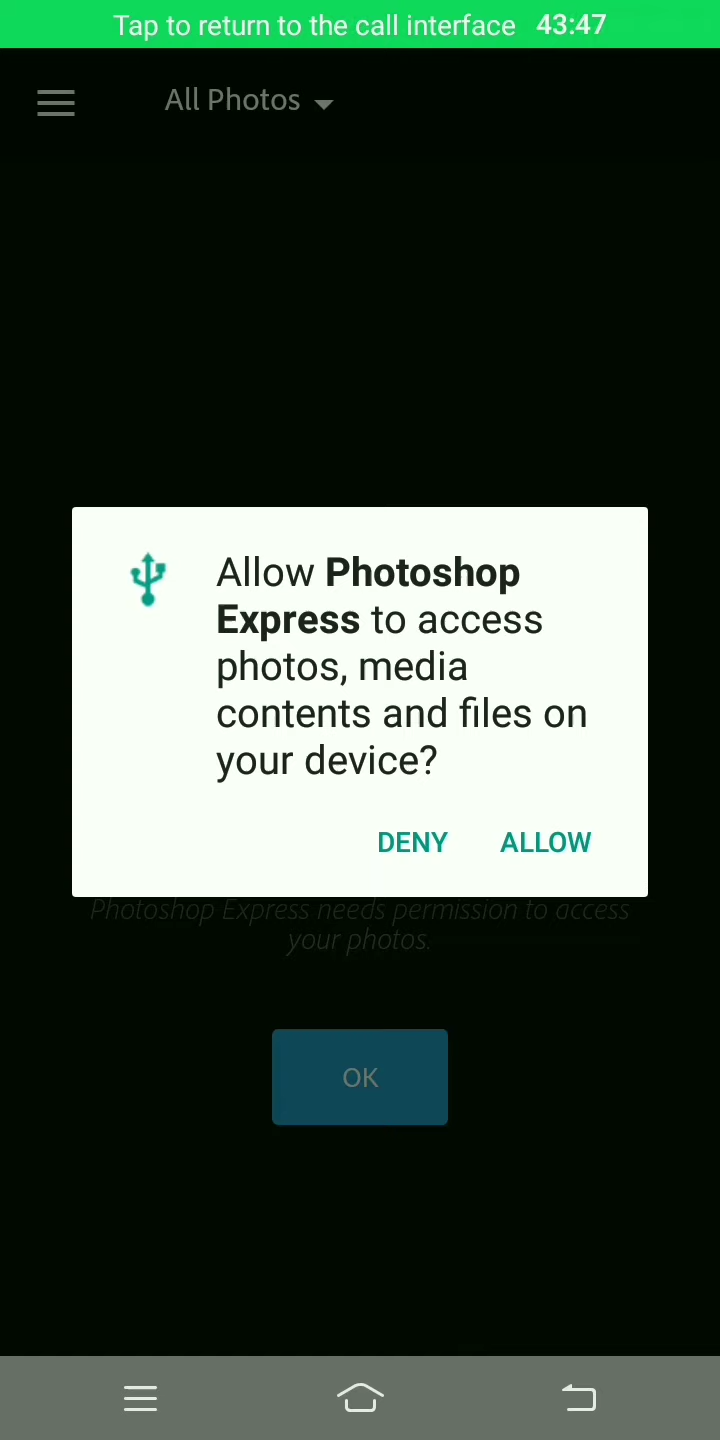 Tap to return to the call interface 43:47
All Photos
Allow Photoshop
Express to access
photos, media
contents and files on
your device?
DENY ALLOW
Photoshop Express needs permission to access
your photos.
OK